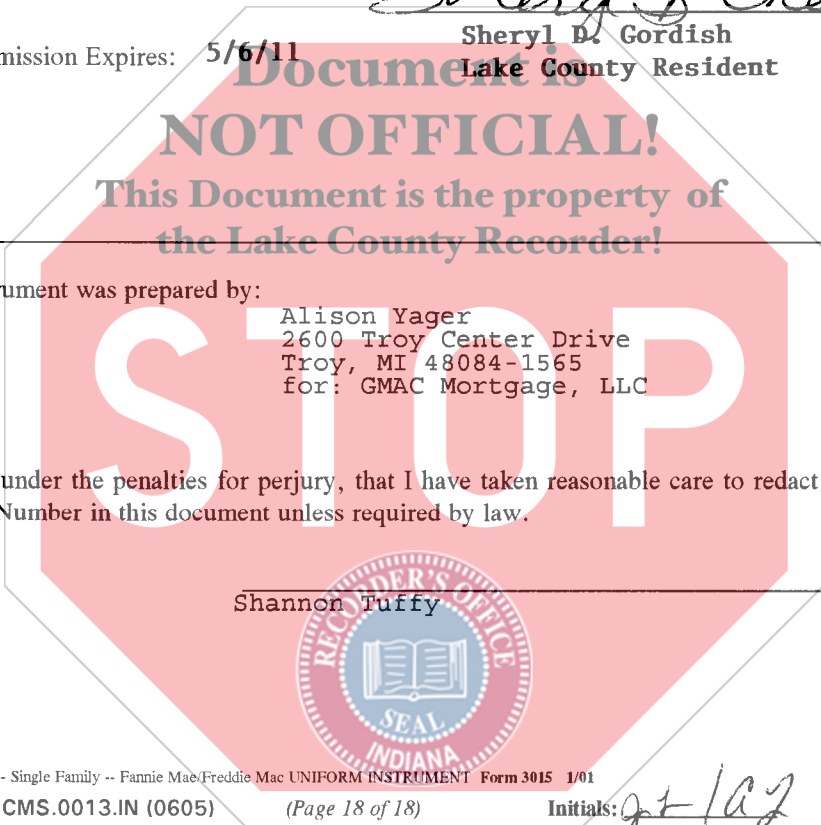 mission Expires: 5/6/11
Sheryl D. Gordish
Lake County Resident
Document is
NOT OFFICIAL!
This Document is the property of
the Lake County Recorder!
ument was prepared by:
Alison Yager
2600 Troy Center Drive
Troy, MI 48084-1565
for: GMAC Mortgage, LLC
STOP
under the penalties for perjury, that I have taken reasonable care to redact
Number in this document unless required by law.
Shannon Tuffy
RECORDER'S OFFICE
SEAL
INDIANA
- Single Family -- Fannie Mae/Freddie Mac UNIFORM INSTRUMENT Form 3015 1/01
CMS.0013.IN (0605) (Page 18 of 18) Initials: